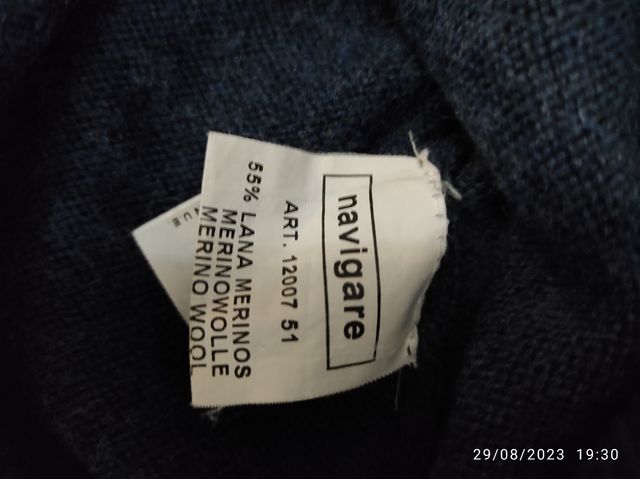 navigare
ART. 12007 51
55% LANA MERINOS
MERINOWOLLE
MERINO WOOL
29/08/2023 19:30